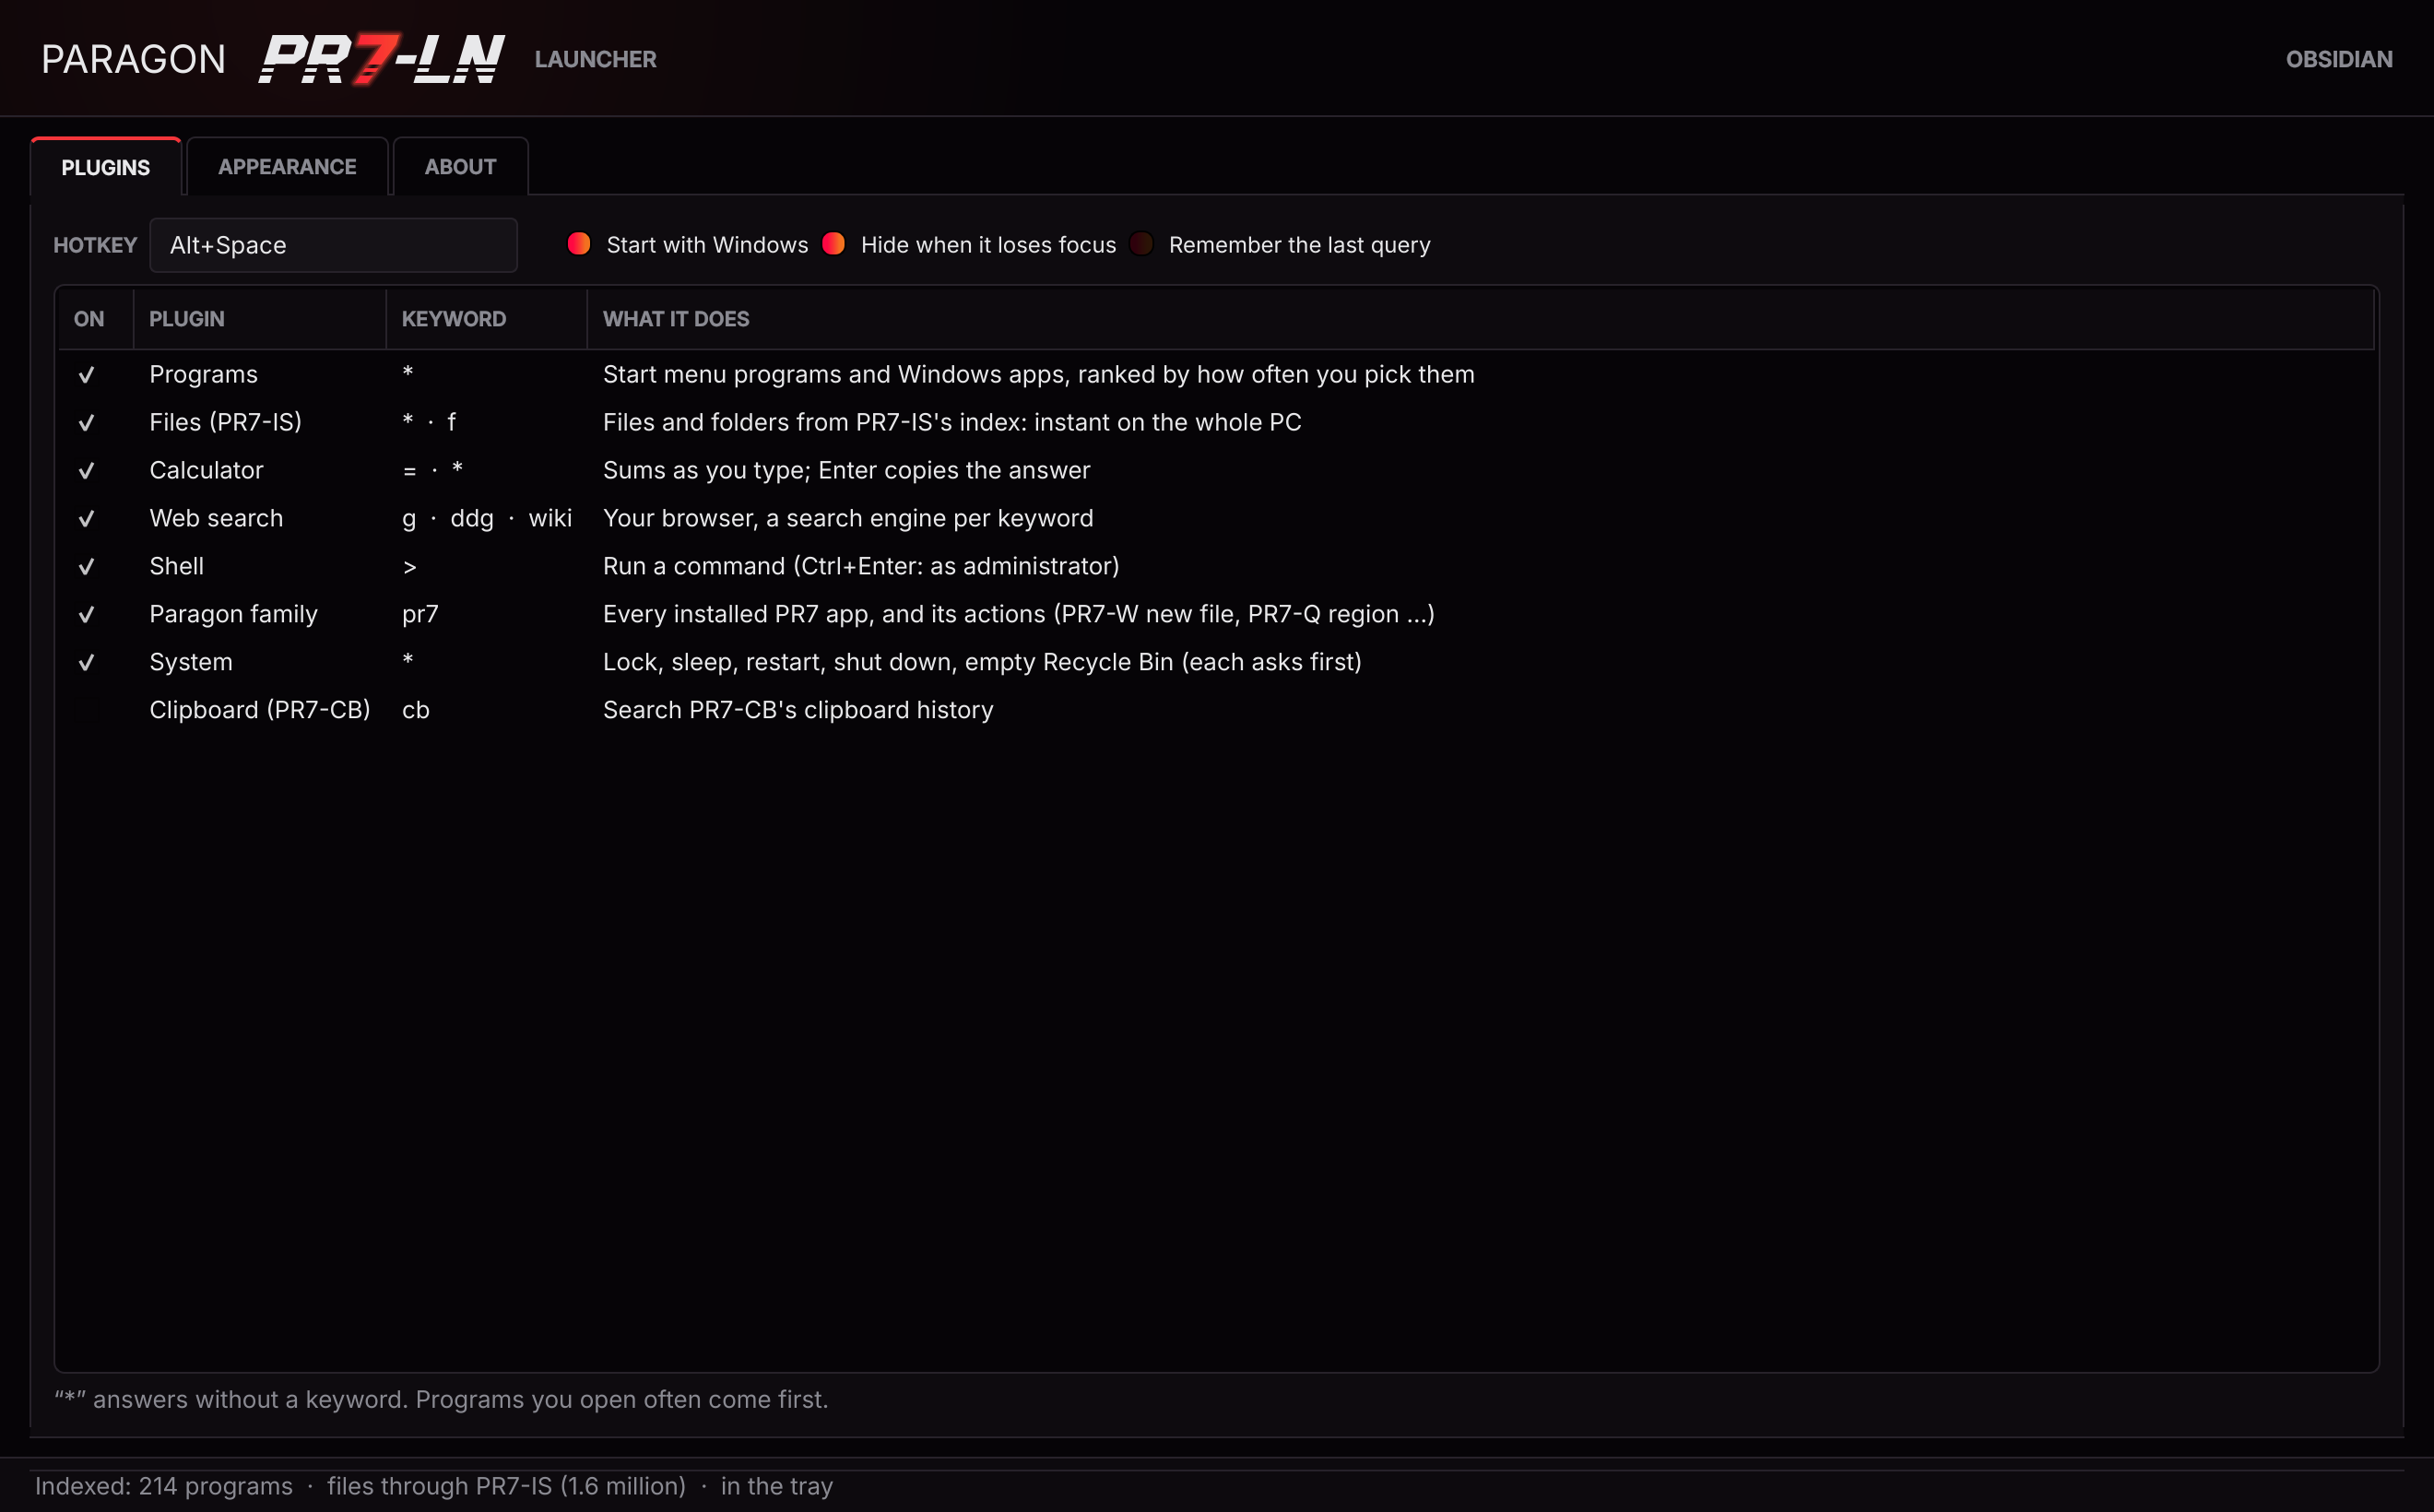 PARAGON PR7-LN LAUNCHER OBSIDIAN
PLUGINS APPEARANCE ABOUT
HOTKEY Alt+Space Start with Windows Hide when it loses focus Remember the last query
ON PLUGIN KEYWORD WHAT IT DOES
✓ Programs * Start menu programs and Windows apps, ranked by how often you pick them
✓ Files (PR7-IS) * · f Files and folders from PR7-IS's index: instant on the whole PC
✓ Calculator = · * Sums as you type; Enter copies the answer
✓ Web search g · ddg · wiki Your browser, a search engine per keyword
✓ Shell > Run a command (Ctrl+Enter: as administrator)
✓ Paragon family pr7 Every installed PR7 app, and its actions (PR7-W new file, PR7-Q region ...)
✓ System * Lock, sleep, restart, shut down, empty Recycle Bin (each asks first)
Clipboard (PR7-CB) cb Search PR7-CB's clipboard history
“*” answers without a keyword. Programs you open often come first.
Indexed: 214 programs · files through PR7-IS (1.6 million) · in the tray